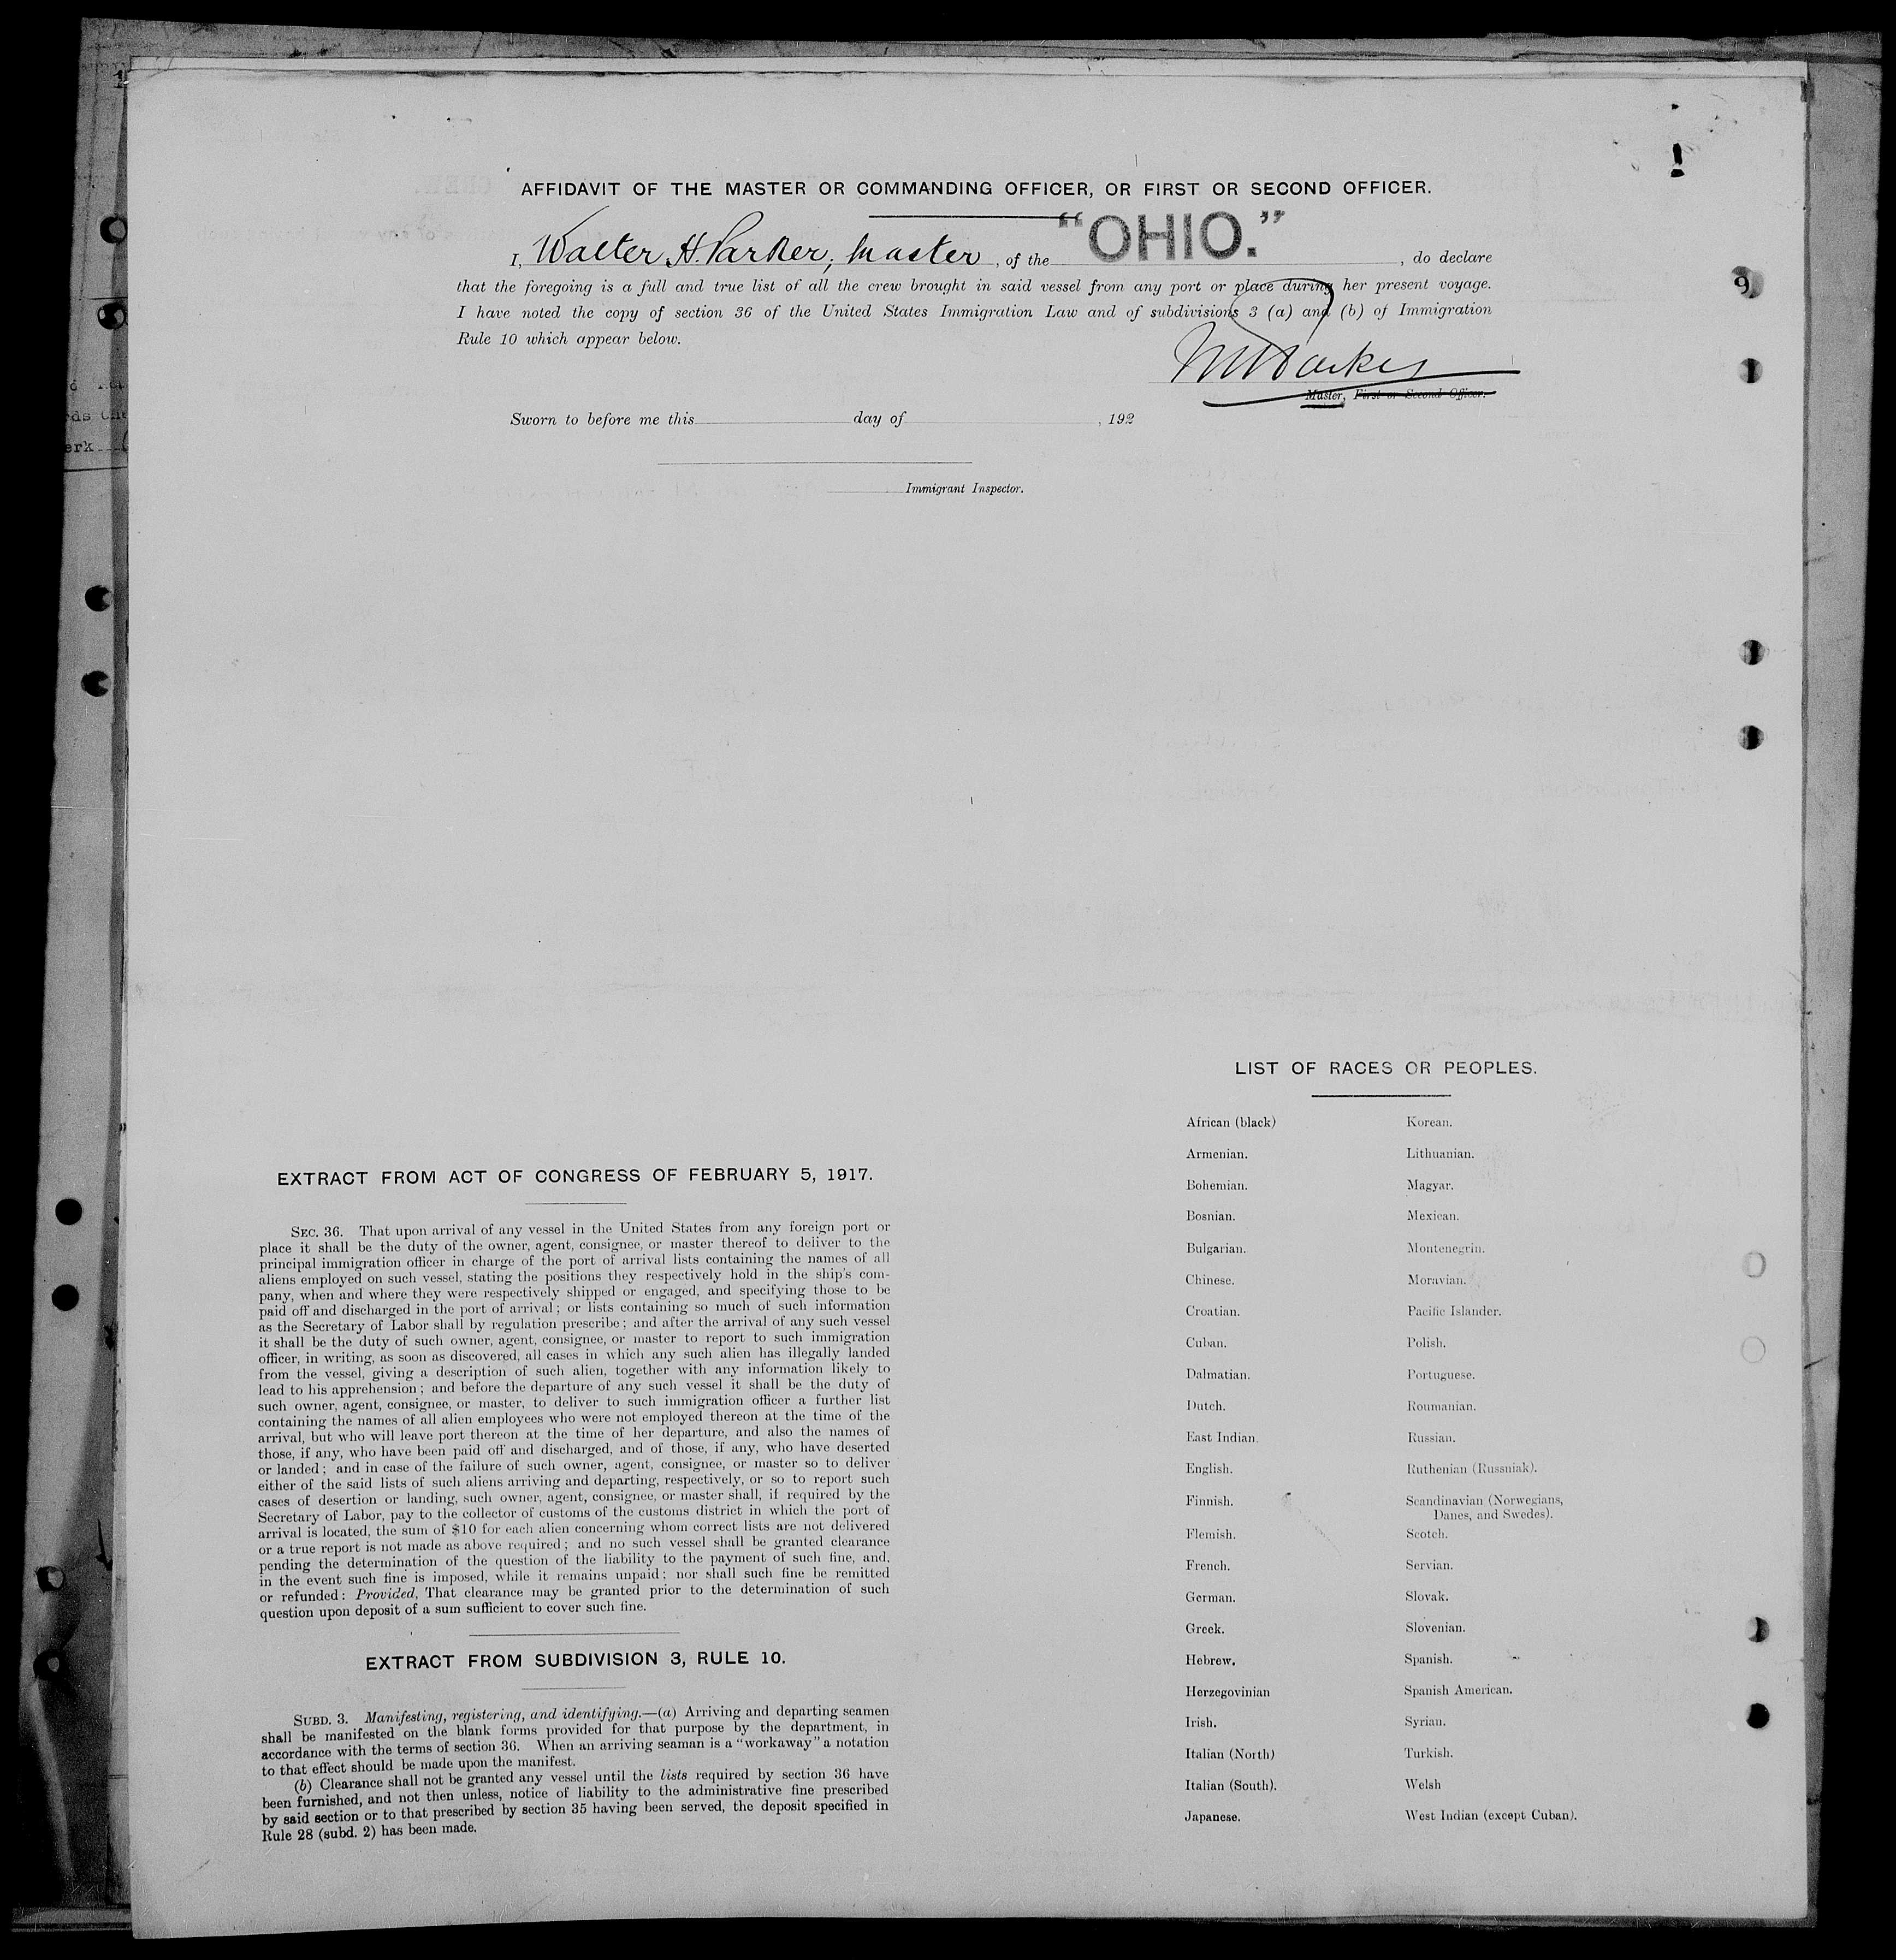 AFFIDAVIT OF THE MASTER OR COMMANDING OFFICER, OR FIRST OR SECOND OFFICER.
I, Walter H. Parker, Master, of the "OHIO.", do declare
that the foregoing is a full and true list of all the crew brought in said vessel from any port or place during her present voyage.
I have noted the copy of section 36 of the United States Immigration Law and of subdivisions 3 (a) and (b) of Immigration
Rule 10 which appear below.
Master, First or Second Officer.
Sworn to before me this day of , 192
Immigrant Inspector.
9
EXTRACT FROM ACT OF CONGRESS OF FEBRUARY 5, 1917.
SEC. 36. That upon arrival of any vessel in the United States from any foreign port or
place it shall be the duty of the owner, agent, consignee, or master thereof to deliver to the
principal immigration officer in charge of the port of arrival lists containing the names of all
aliens employed on such vessel, stating the positions they respectively hold in the ship's com-
pany, when and where they were respectively shipped or engaged, and specifying those to be
paid off and discharged in the port of arrival; or lists containing so much of such information
as the Secretary of Labor shall by regulation prescribe; and after the arrival of any such vessel
it shall be the duty of such owner, agent, consignee, or master to report to such immigration
officer, in writing, as soon as discovered, all cases in which any such alien has illegally landed
from the vessel, giving a description of such alien, together with any information likely to
lead to his apprehension; and before the departure of any such vessel it shall be the duty of
such owner, agent, consignee, or master, to deliver to such immigration officer a further list
containing the names of all alien employees who were not employed thereon at the time of the
arrival, but who will leave port thereon at the time of her departure, and also the names of
those, if any, who have been paid off and discharged, and of those, if any, who have deserted
or landed; and in case of the failure of such owner, agent, consignee, or master so to deliver
either of the said lists of such aliens arriving and departing, respectively, or so to report such
cases of desertion or landing, such owner, agent, consignee, or master shall, if required by the
Secretary of Labor, pay to the collector of customs of the customs district in which the port of
arrival is located, the sum of $10 for each alien concerning whom correct lists are not delivered
or a true report is not made as above required; and no such vessel shall be granted clearance
pending the determination of the question of the liability to the payment of such fine, and,
in the event such fine is imposed, while it remains unpaid; nor shall such fine be remitted
or refunded: Provided, That clearance may be granted prior to the determination of such
question upon deposit of a sum sufficient to cover such fine.
EXTRACT FROM SUBDIVISION 3, RULE 10.
SUBD. 3. Manifesting, registering, and identifying.—(a) Arriving and departing seamen
shall be manifested on the blank forms provided for that purpose by the department, in
accordance with the terms of section 36. When an arriving seaman is a "workaway" a notation
to that effect should be made upon the manifest.
(b) Clearance shall not be granted any vessel until the lists required by section 36 have
been furnished, and not then unless, notice of liability to the administrative fine prescribed
by said section or to that prescribed by section 35 having been served, the deposit specified in
Rule 28 (subd. 2) has been made.
LIST OF RACES OR PEOPLES.
African (black)
Armenian.
Bohemian.
Bosnian.
Bulgarian.
Chinese.
Croatian.
Cuban.
Dalmatian.
Dutch.
East Indian.
English.
Finnish.
Flemish.
French.
German.
Greek.
Hebrew.
Herzegovinian
Irish.
Italian (North)
Italian (South).
Japanese.
Korean.
Lithuanian.
Magyar.
Mexican.
Montenegrin.
Moravian.
Pacific Islander.
Polish.
Portuguese.
Roumanian.
Russian.
Ruthenian (Russniak).
Scandinavian (Norwegians,
Danes, and Swedes).
Scotch.
Servian.
Slovak.
Slovenian.
Spanish.
Spanish American.
Syrian.
Turkish.
Welsh
West Indian (except Cuban).